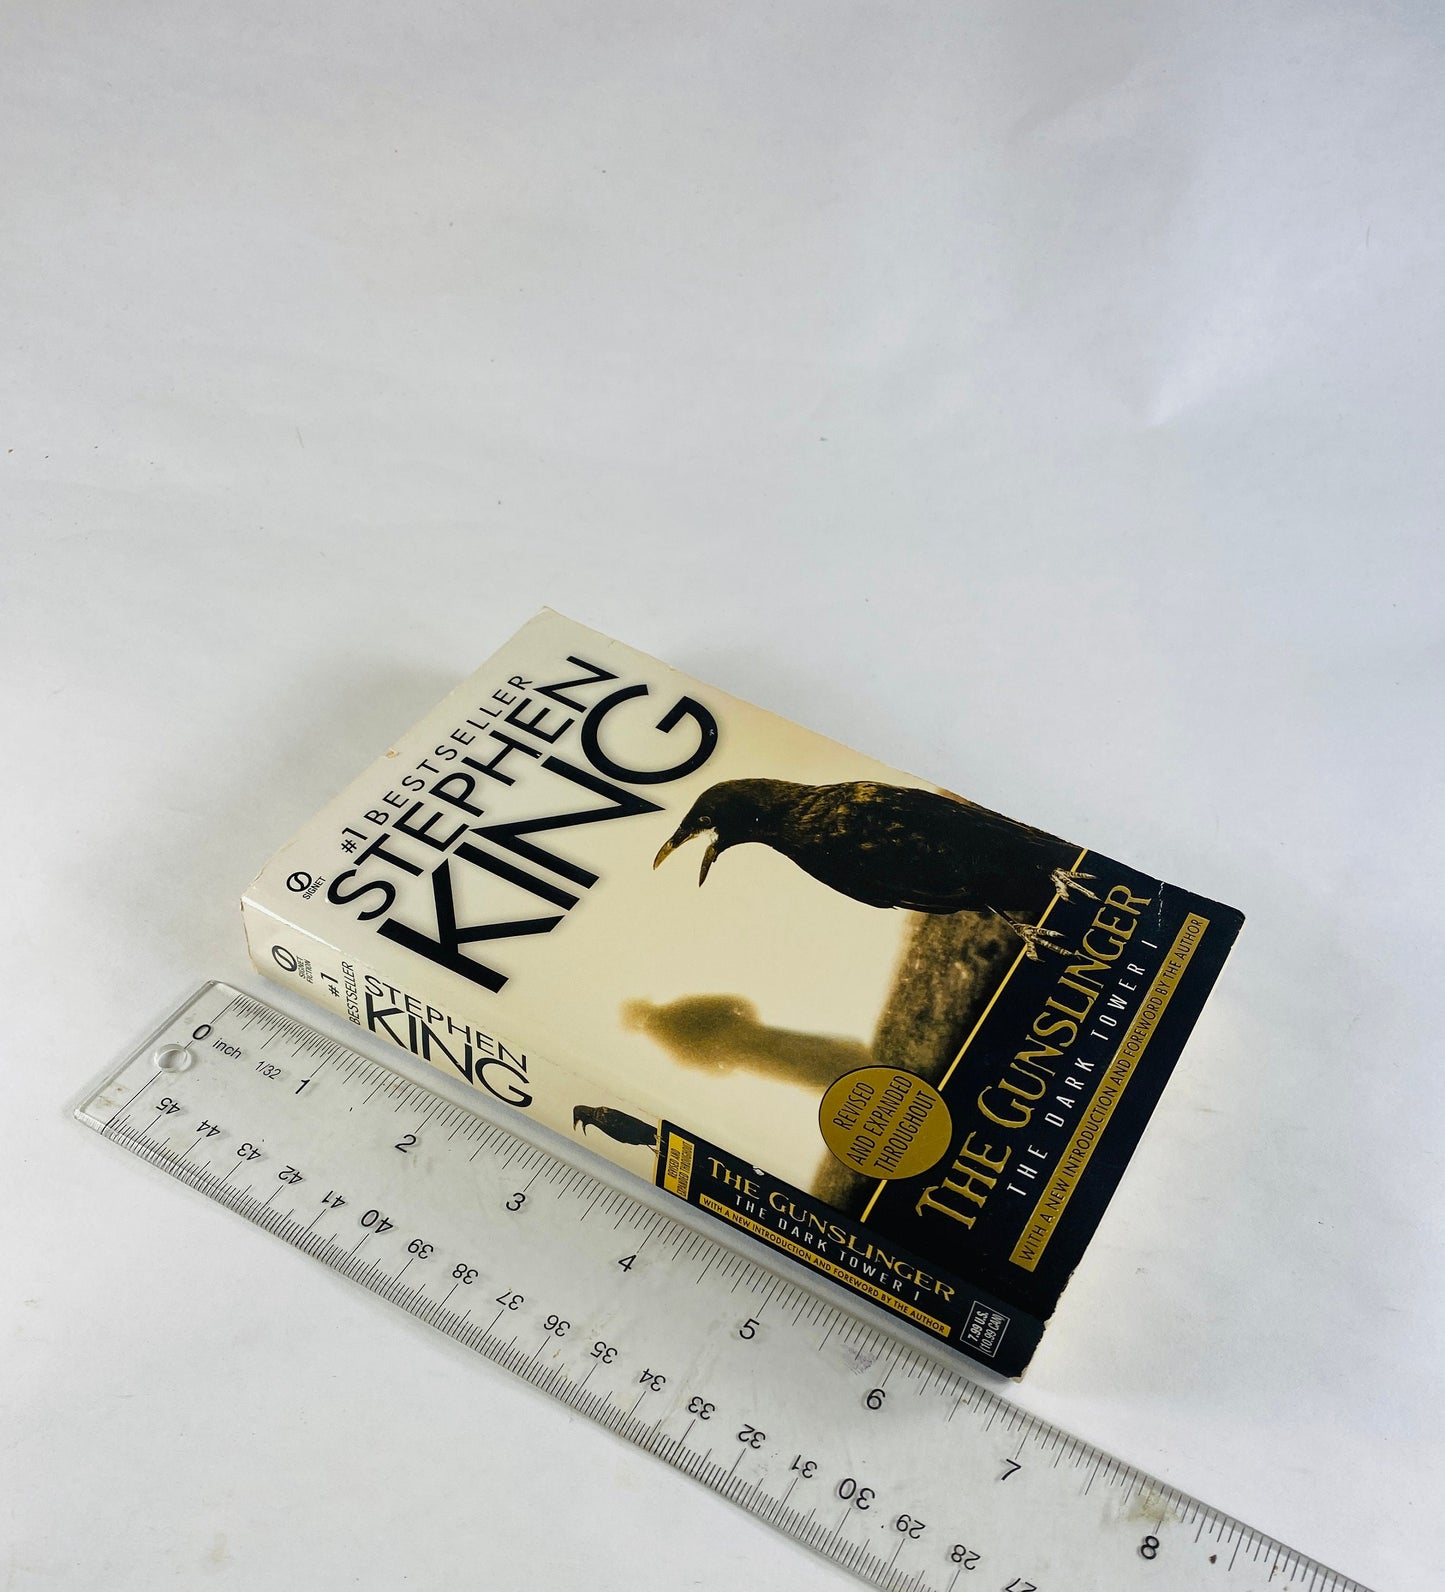 #1 BESTSELLER
STEPHEN
KING
SIGNET
REVISED
AND EXPANDED
THROUGHOUT
THE GUNSLINGER
THE DARK TOWER I
WITH A NEW INTRODUCTION AND FOREWORD BY THE AUTHOR
SIGNET
FICTION
#1
BESTSELLER
STEPHEN
KING
REVISED AND
EXPANDED THROUGHOUT
THE GUNSLINGER
THE DARK TOWER I
WITH A NEW INTRODUCTION AND FOREWORD BY THE AUTHOR
7.99 U.S.
(10.99 CAN)
0 inch 1/32 1 2 3 4 5 6 7 8
45 44 43 42 41 40 39 38 37 36 35 34 33 32 31 30 29 28 27